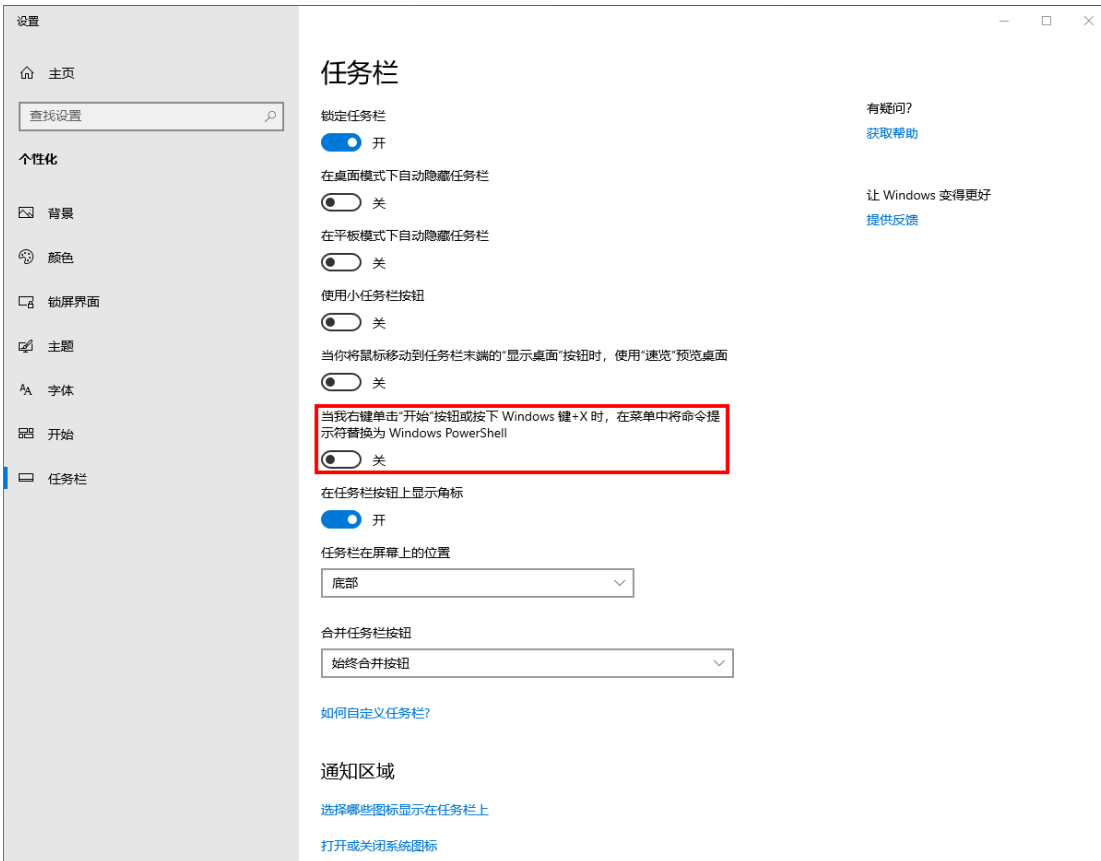 设置
主页
查找设置
个性化
背景
颜色
锁屏界面
主题
字体
开始
任务栏
任务栏
锁定任务栏
开
在桌面模式下自动隐藏任务栏
关
在平板模式下自动隐藏任务栏
关
使用小任务栏按钮
关
当你将鼠标移动到任务栏末端的"显示桌面"按钮时，使用"速览"预览桌面
关
当我右键单击"开始"按钮或按下 Windows 键+X 时，在菜单中将命令提
示符替换为 Windows PowerShell
关
在任务栏按钮上显示角标
开
任务栏在屏幕上的位置
底部
合并任务栏按钮
始终合并按钮
如何自定义任务栏?
通知区域
选择哪些图标显示在任务栏上
打开或关闭系统图标
有疑问?
获取帮助
让 Windows 变得更好
提供反馈